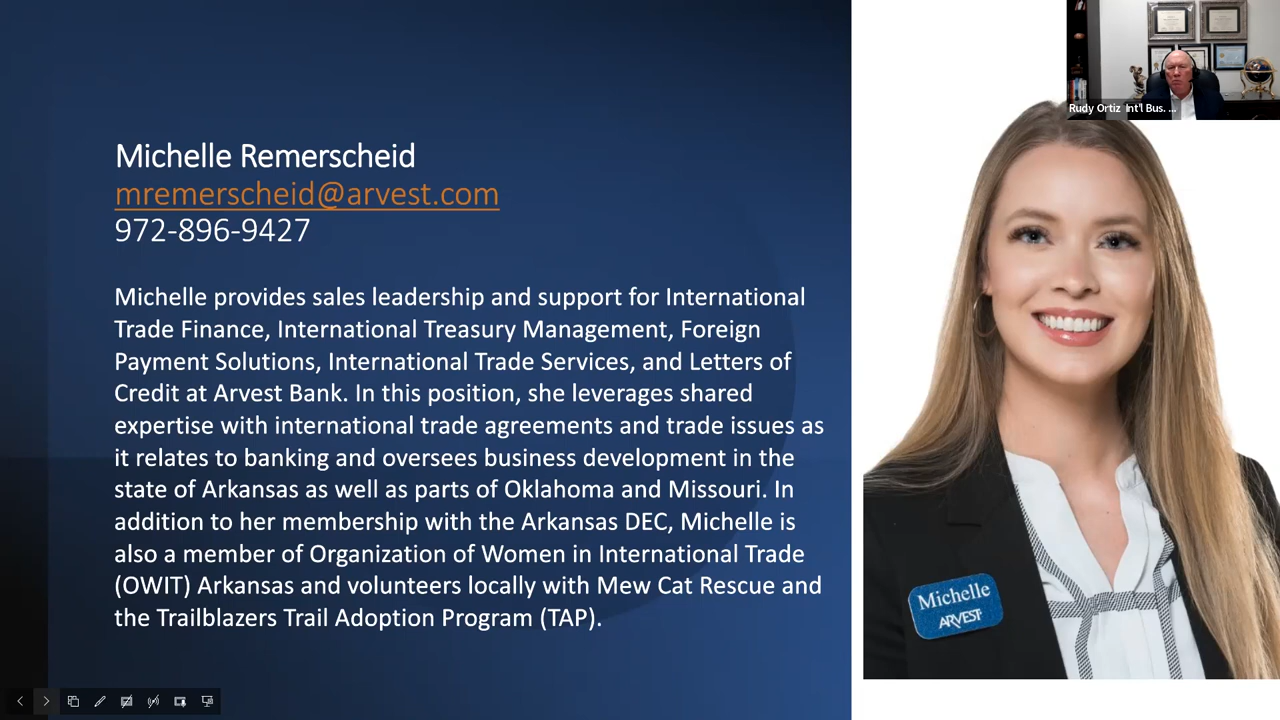 Michelle Remerscheid
mremerscheid@arvest.com
972-896-9427
Michelle provides sales leadership and support for International
Trade Finance, International Treasury Management, Foreign
Payment Solutions, International Trade Services, and Letters of
Credit at Arvest Bank. In this position, she leverages shared
expertise with international trade agreements and trade issues as
it relates to banking and oversees business development in the
state of Arkansas as well as parts of Oklahoma and Missouri. In
addition to her membership with the Arkansas DEC, Michelle is
also a member of Organization of Women in International Trade
(OWIT) Arkansas and volunteers locally with Mew Cat Rescue and
the Trailblazers Trail Adoption Program (TAP).
Rudy Ortiz Int'l Bus. ...
Michelle
ARVEST